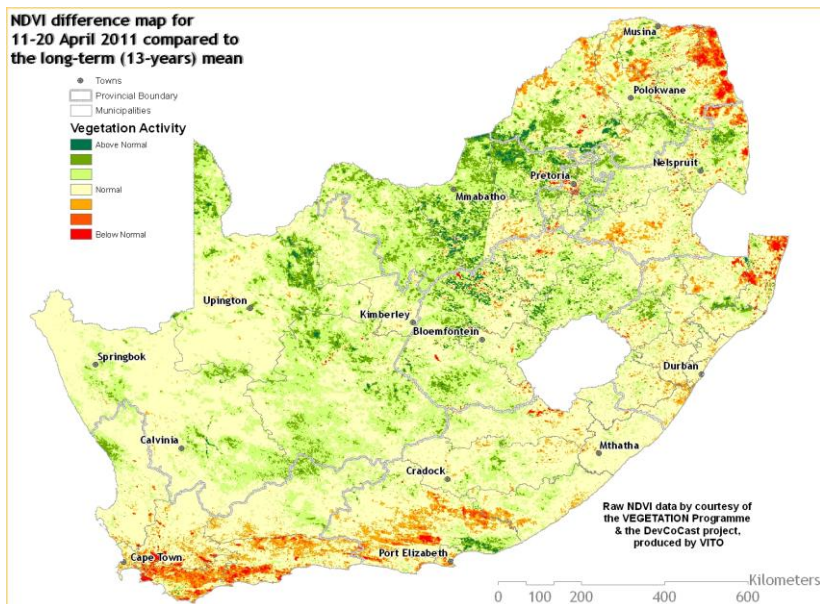 NDVI difference map for
11-20 April 2011 compared to
the long-term (13-years) mean
Towns
Provincial Boundary
Municipalities
Vegetation Activity
Above Normal
Normal
Below Normal
Musina
Polokwane
Nelspruit
Pretoria
Mmabatho
Upington
Kimberley
Bloemfontein
Springbok
Durban
Calvinia
Mthatha
Cradock
Cape Town
Port Elizabeth
Raw NDVI data by courtesy of
the VEGETATION Programme
& the DevCoCast project,
produced by VITO
Kilometers
0 100 200 400 600